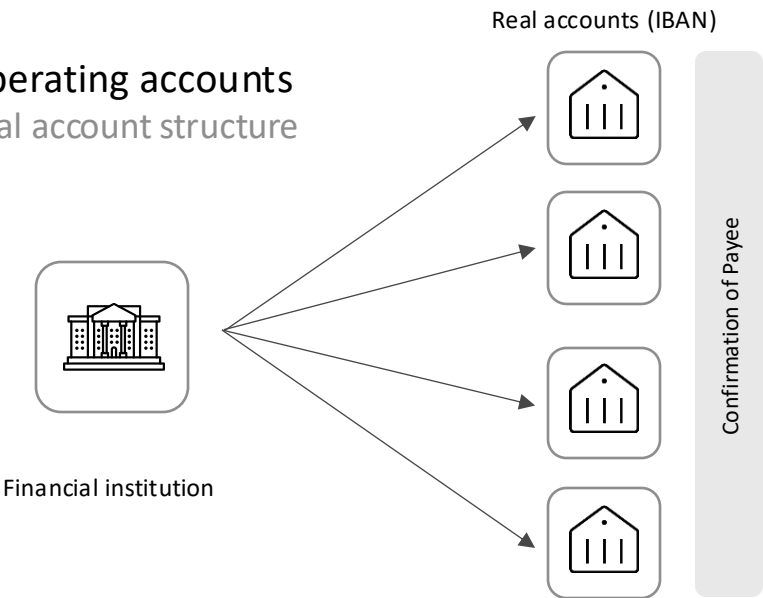 Real accounts (IBAN)
perating accounts
al account structure
Confirmation of Payee
Financial institution